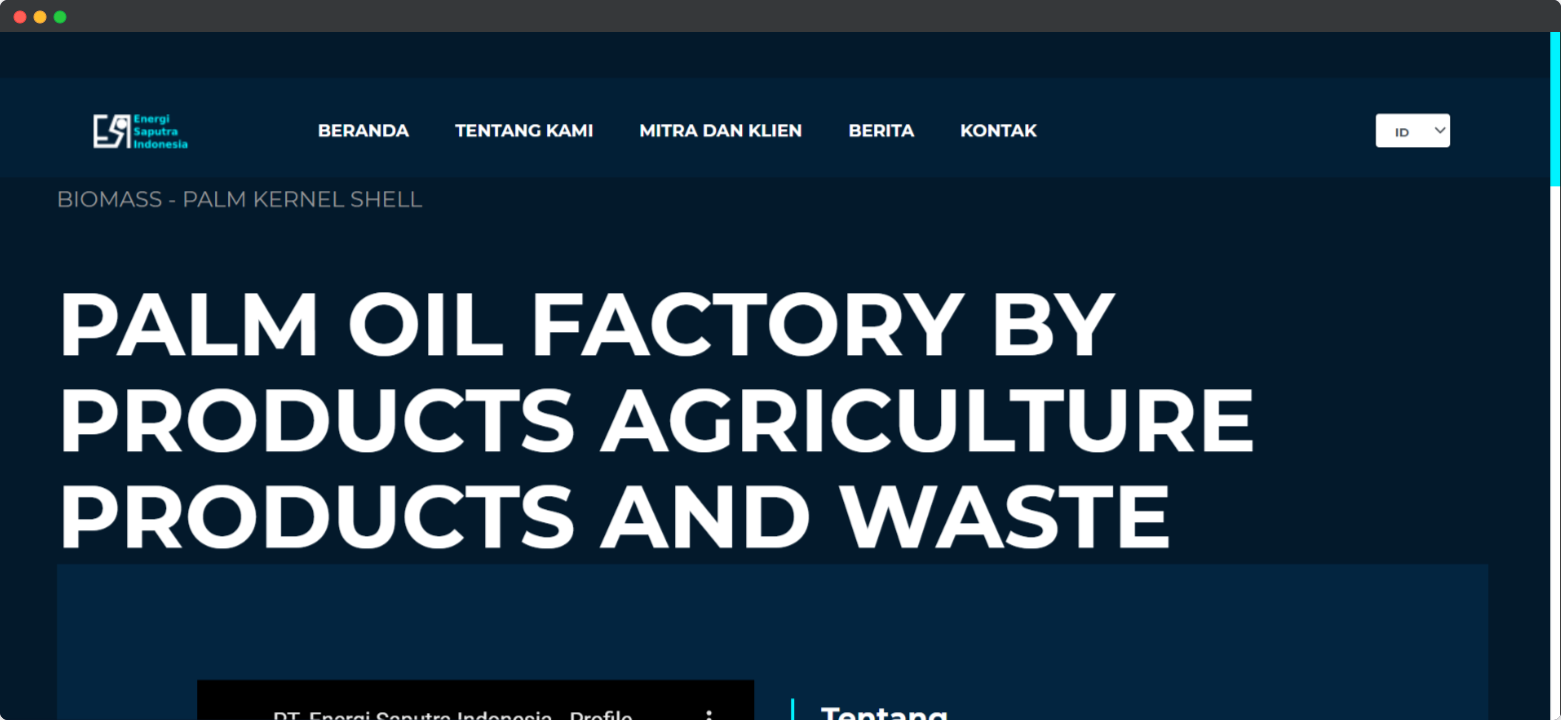 Energi
Saputra
Indonesia
BERANDA TENTANG KAMI MITRA DAN KLIEN BERITA KONTAK
ID
BIOMASS - PALM KERNEL SHELL
PALM OIL FACTORY BY
PRODUCTS AGRICULTURE
PRODUCTS AND WASTE
PT. Energi Saputra Indonesia - Profile
Tentang